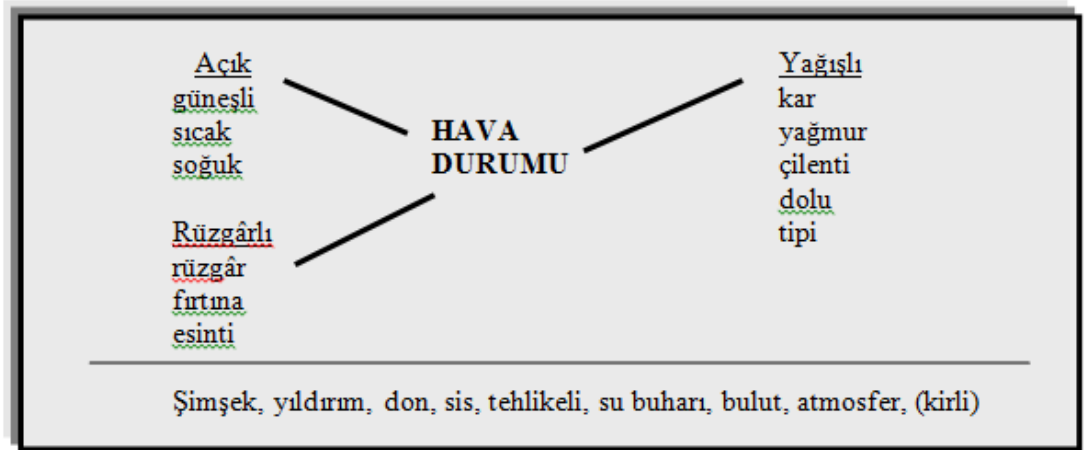 Açık
güneşli
sıcak
soğuk
HAVA
DURUMU
Rüzgârlı
rüzgâr
fırtına
esinti
Yağışlı
kar
yağmur
çilenti
dolu
tipi
Şimşek, yıldırım, don, sis, tehlikeli, su buharı, bulut, atmosfer, (kirli)